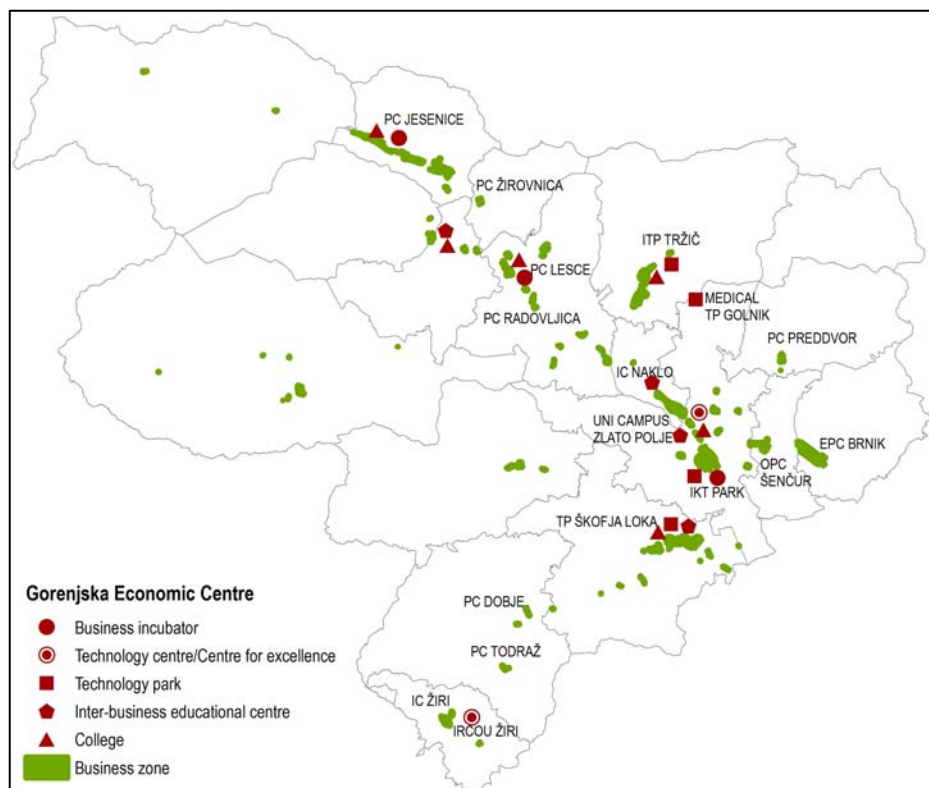 PC JESENICE
PC ŽIROVNICA
ITP TRŽIČ
PC LESCE
MEDICAL
TP GOLNIK
PC RADOVLJICA
PC PREDDVOR
IC NAKLO
UNI CAMPUS
ZLATO POLJE
EPC BRNIK
OPC
ŠENČUR
IKT PARK
TP ŠKOFJA LOKA
PC DOBJE
PC TODRAŽ
IC ŽIRI
IRCOU ŽIRI
Gorenjska Economic Centre
Business incubator
Technology centre/Centre for excellence
Technology park
Inter-business educational centre
College
Business zone